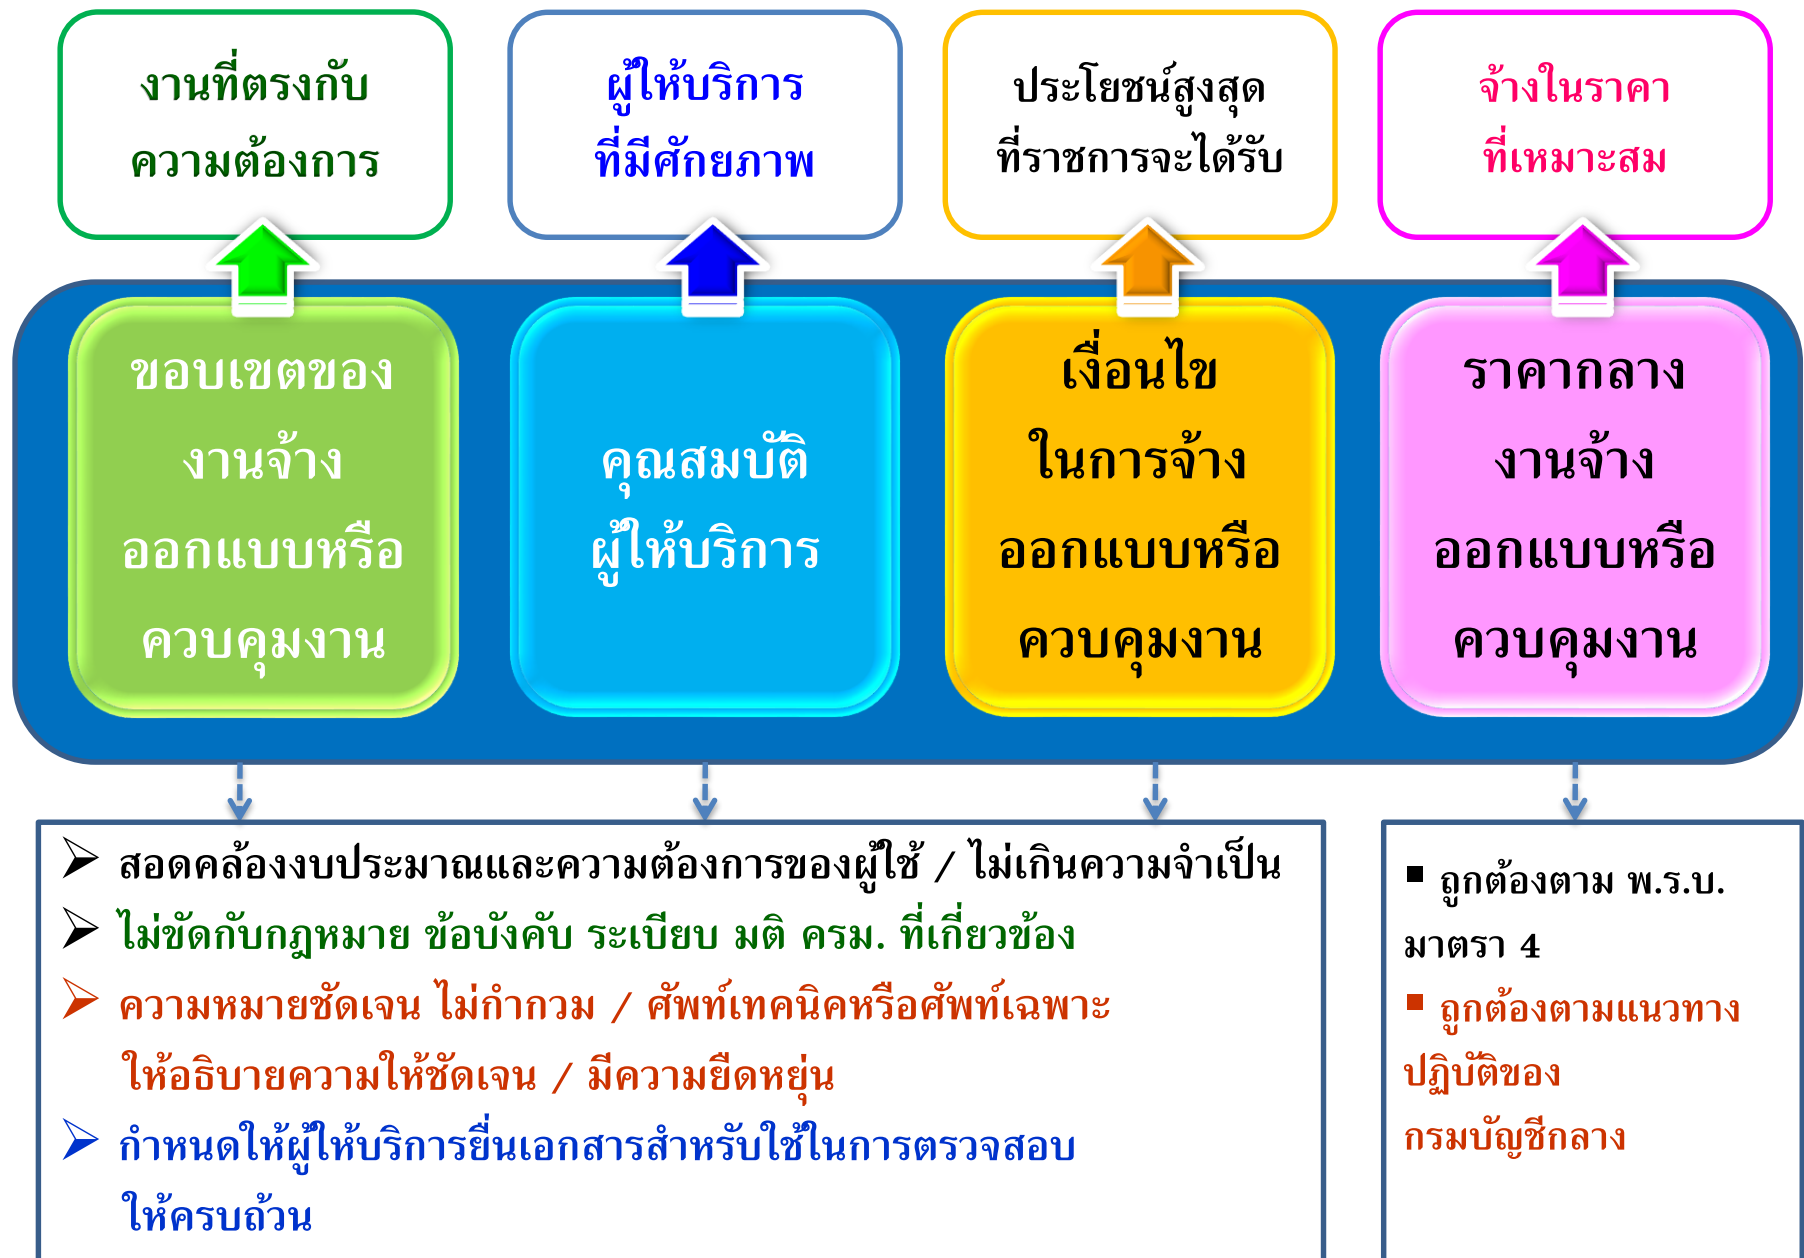 งานที่ตรงกับ
ความต้องการ
ผู้ให้บริการ
ที่มีศักยภาพ
ประโยชน์สูงสุด
ที่ราชการจะได้รับ
จ้างในราคา
ที่เหมาะสม
ขอบเขตของ
งานจ้าง
ออกแบบหรือ
ควบคุมงาน
คุณสมบัติ
ผู้ให้บริการ
เงื่อนไข
ในการจ้าง
ออกแบบหรือ
ควบคุมงาน
ราคากลาง
งานจ้าง
ออกแบบหรือ
ควบคุมงาน
➢ สอดคล้องงบประมาณและความต้องการของผู้ใช้ / ไม่เกินความจำเป็น
➢ ไม่ขัดกับกฎหมาย ข้อบังคับ ระเบียบ มติ ครม. ที่เกี่ยวข้อง
➢ ความหมายชัดเจน ไม่กำกวม / ศัพท์เทคนิคหรือศัพท์เฉพาะ
ให้อธิบายความให้ชัดเจน / มีความยืดหยุ่น
➢ กำหนดให้ผู้ให้บริการยื่นเอกสารสำหรับใช้ในการตรวจสอบ
ให้ครบถ้วน
▪ ถูกต้องตาม พ.ร.บ.
มาตรา 4
▪ ถูกต้องตามแนวทาง
ปฏิบัติของ
กรมบัญชีกลาง